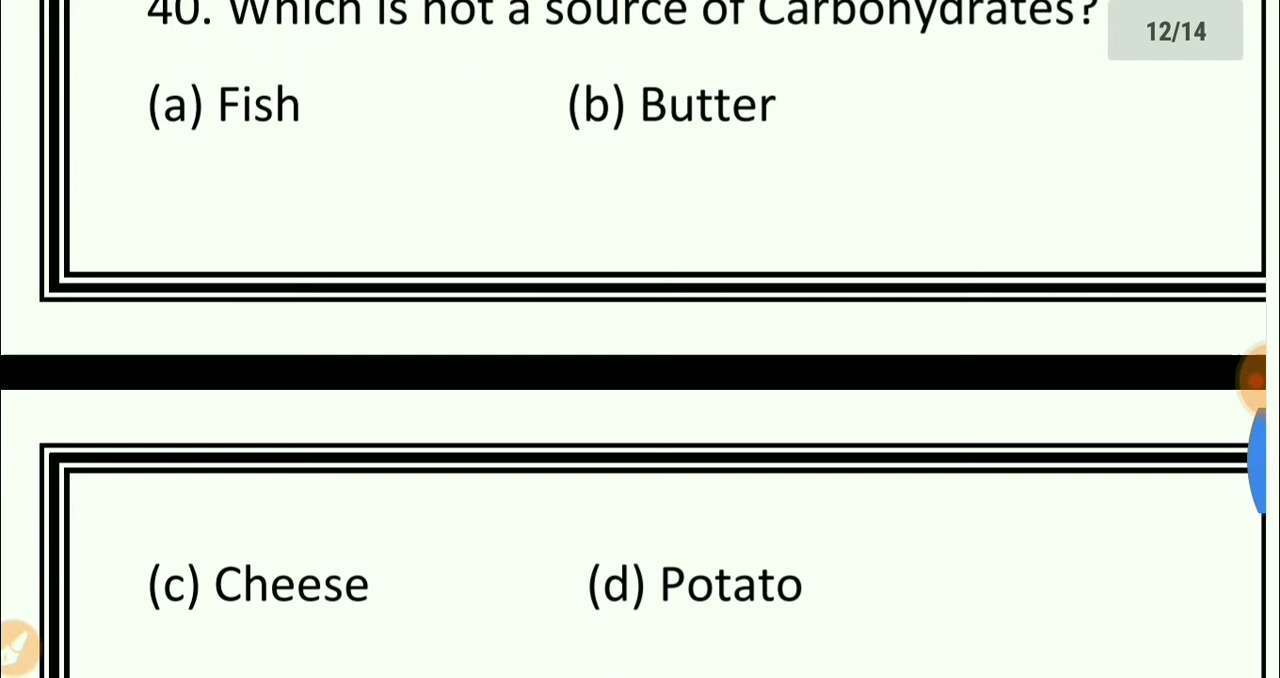 40. Which is not a source of Carbohydrates?
12/14
(a) Fish (b) Butter
(c) Cheese (d) Potato